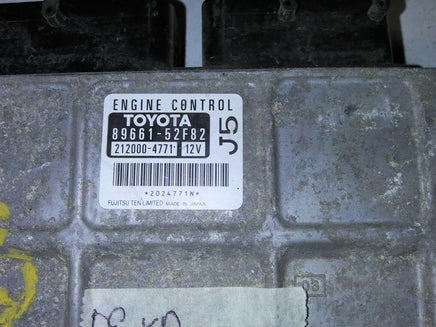 ENGINE CONTROL
TOYOTA
89661-52F82
212000-4771 12V
J5
*2024771N*
FUJITSU TEN LIMITED MADE IN JAPAN